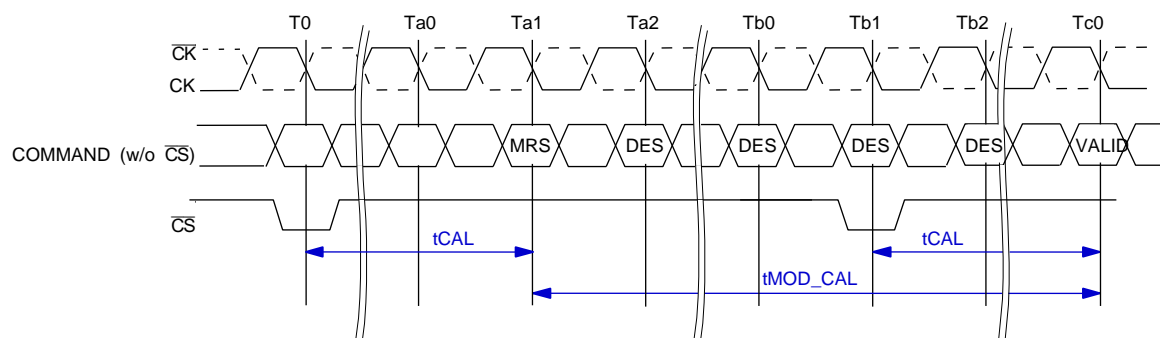 T0 Ta0 Ta1 Ta2 Tb0 Tb1 Tb2 Tc0
CK
CK
COMMAND (w/o CS) MRS DES DES DES DES VALID
CS
tCAL tCAL
tMOD_CAL